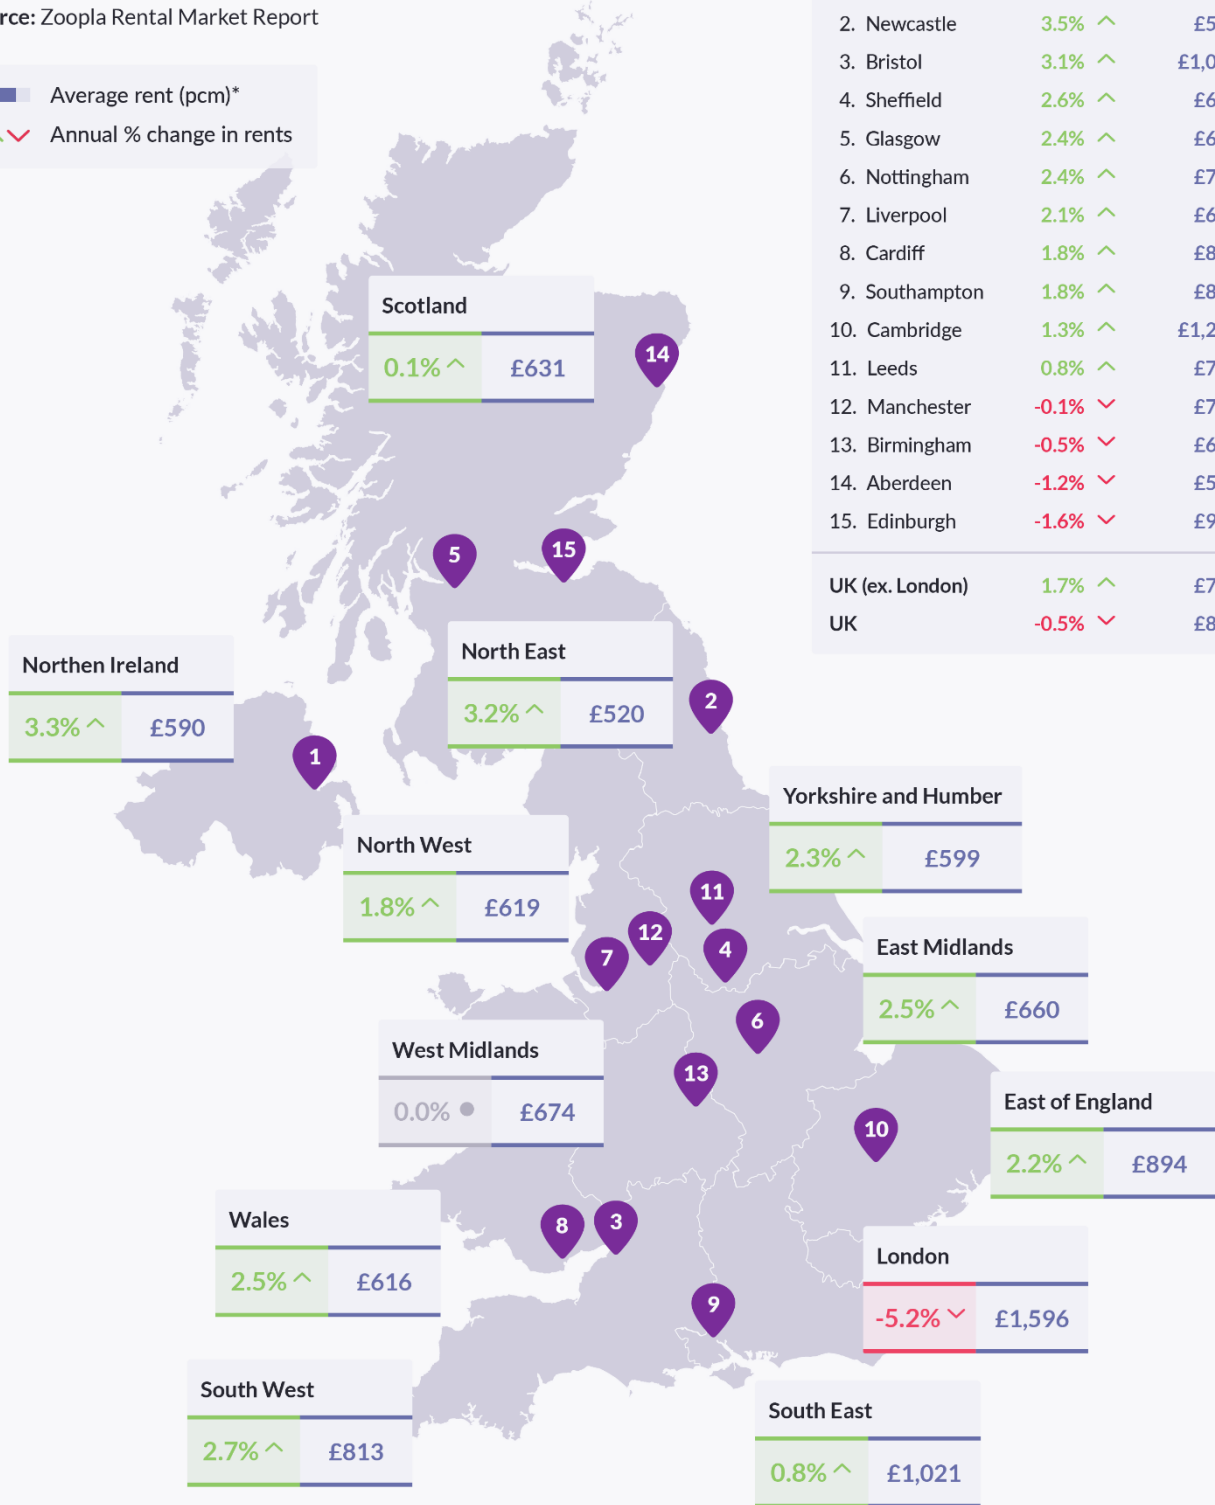 Zoopla Rental Market Report
Average rent (pcm)*
Annual % change in rents
2. Newcastle 3.5%
3. Bristol 3.1%
4. Sheffield 2.6%
5. Glasgow 2.4%
6. Nottingham 2.4%
7. Liverpool 2.1%
8. Cardiff 1.8%
9. Southampton 1.8%
10. Cambridge 1.3%
11. Leeds 0.8%
12. Manchester -0.1%
13. Birmingham -0.5%
14. Aberdeen -1.2%
15. Edinburgh -1.6%
UK (ex. London) 1.7%
UK -0.5%
Scotland
0.1% £631
14
5
15
North East
3.2% £520
Northen Ireland
3.3% £590
2
1
Yorkshire and Humber
2.3% £599
North West
1.8% £619
11
12
4
7
East Midlands
2.5% £660
6
West Midlands
0.0% £674
13
East of England
2.2% £894
10
Wales
2.5% £616
8
3
London
-5.2% £1,596
9
South West
2.7% £813
South East
0.8% £1,021